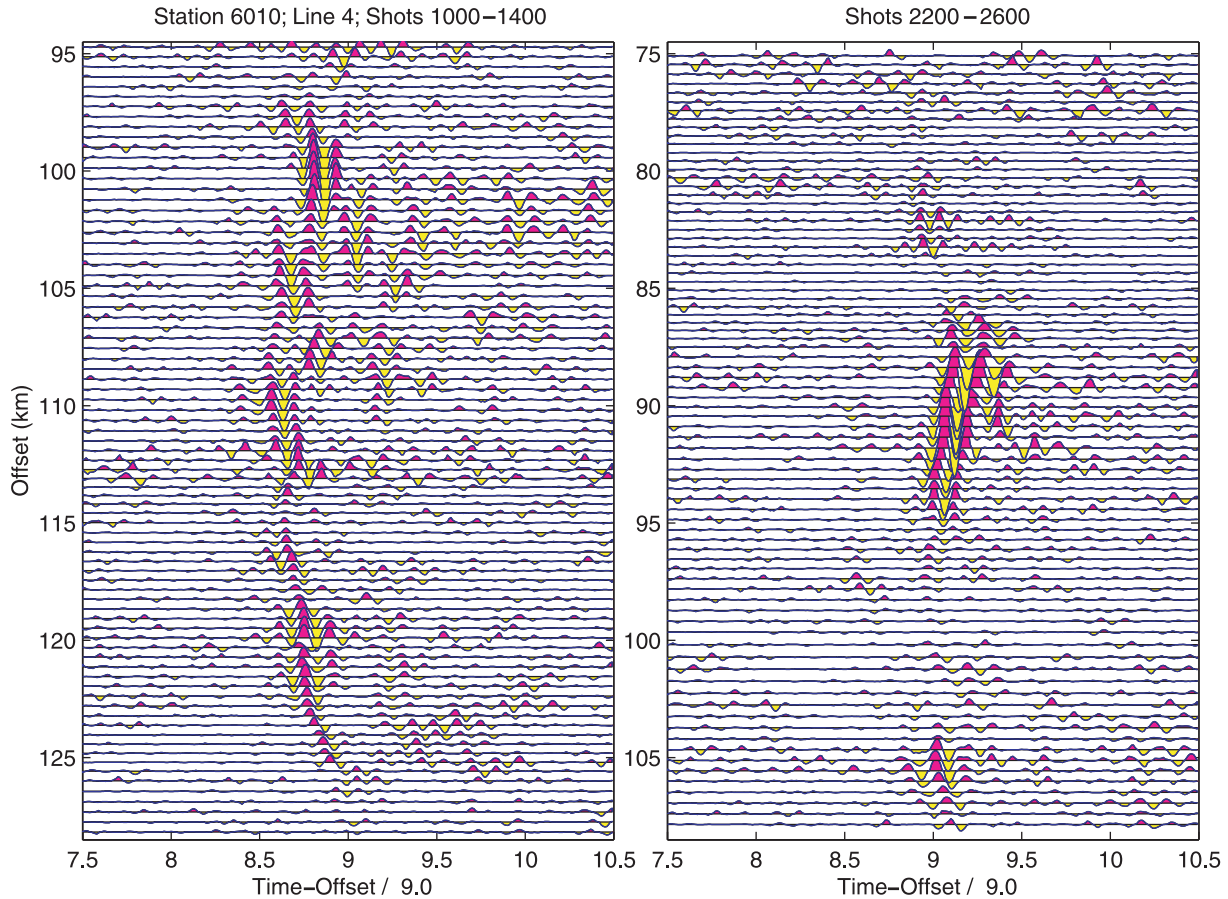 Station 6010; Line 4; Shots 1000−1400
Shots 2200−2600
Offset (km)
95
100
105
110
115
120
125
75
80
85
90
95
100
105
7.5 8 8.5 9 9.5 10 10.5
7.5 8 8.5 9 9.5 10 10.5
Time−Offset / 9.0
Time−Offset / 9.0